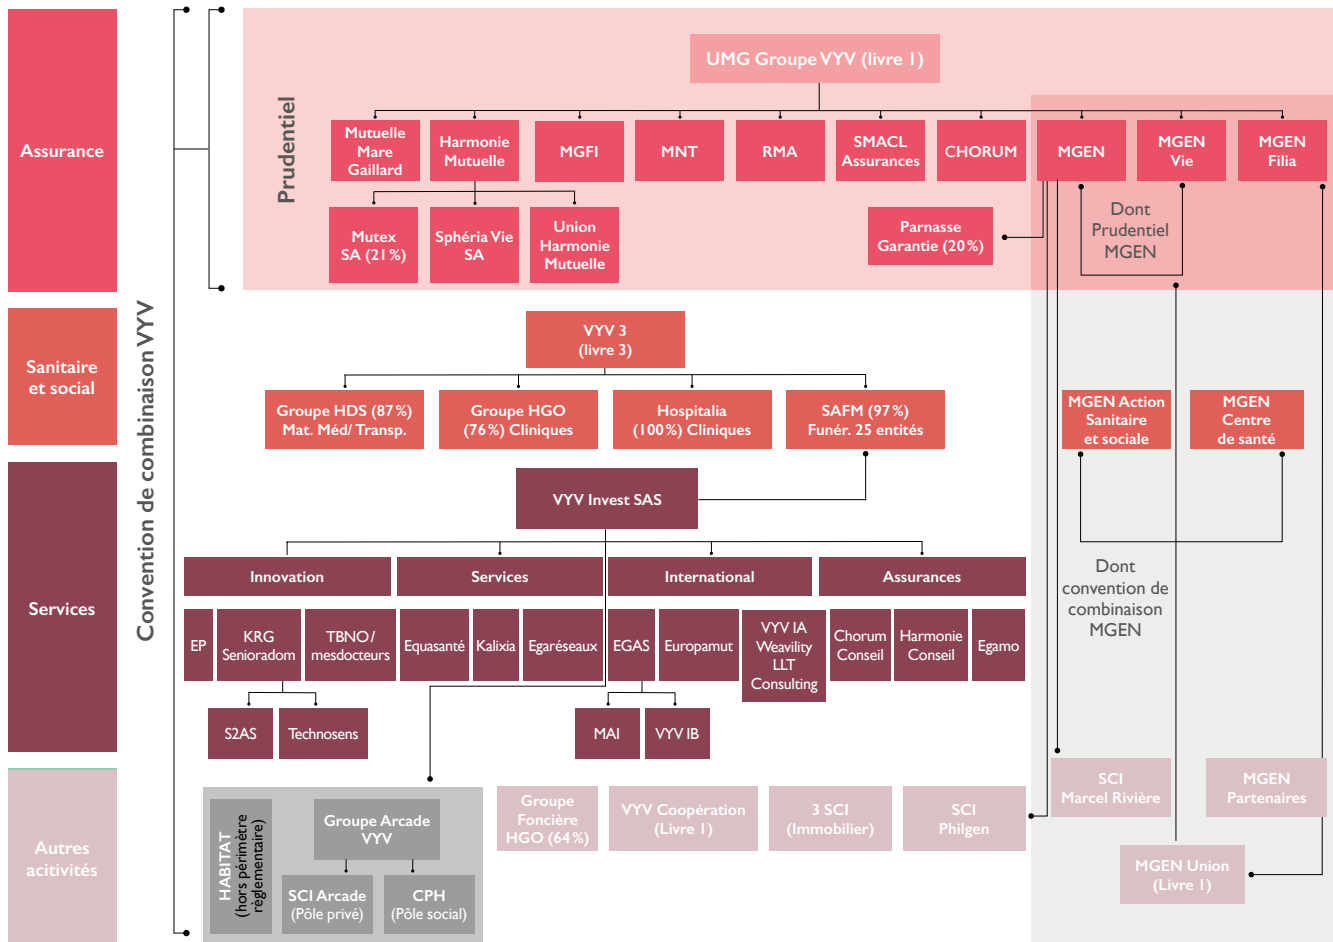 Assurance
Sanitaire
et social
Services
Autres
acitivités
Convention de combinaison VYV
Prudentiel
UMG Groupe VYV (livre 1)
Mutuelle
Mare
Gaillard
Harmonie
Mutuelle
MGFI
MNT
RMA
SMACL
Assurances
CHORUM
MGEN
MGEN
Vie
MGEN
Filia
Mutex
SA (21%)
Sphéria Vie
SA
Union
Harmonie
Mutuelle
Parnasse
Garantie (20%)
Dont
Prudentiel
MGEN
VYV 3
(livre 3)
Groupe HDS (87%)
Mat. Méd/ Transp.
Groupe HGO
(76%) Cliniques
Hospitalia
(100%) Cliniques
SAFM (97%)
Funér. 25 entités
MGEN Action
Sanitaire
et sociale
MGEN
Centre
de santé
VYV Invest SAS
Innovation
Services
International
Assurances
Dont
convention de
combinaison
MGEN
EP
KRG
Senioradom
TBNO/
mesdocteurs
Equasanté
Kalixia
Egaréseaux
EGAS
Europamut
VYV IA
Weavility
LLT
Consulting
Chorum
Conseil
Harmonie
Conseil
Egamo
S2AS
Technosens
MAI
VYV IB
HABITAT
(hors périmètre
règlementaire)
Groupe Arcade
VYV
SCI Arcade
(Pôle privé)
CPH
(Pôle social)
Groupe
Foncière
HGO (64%)
VYV Coopération
(Livre 1)
3 SCI
(Immobilier)
SCI
Philgen
SCI
Marcel Rivière
MGEN
Partenaires
MGEN Union
(Livre 1)